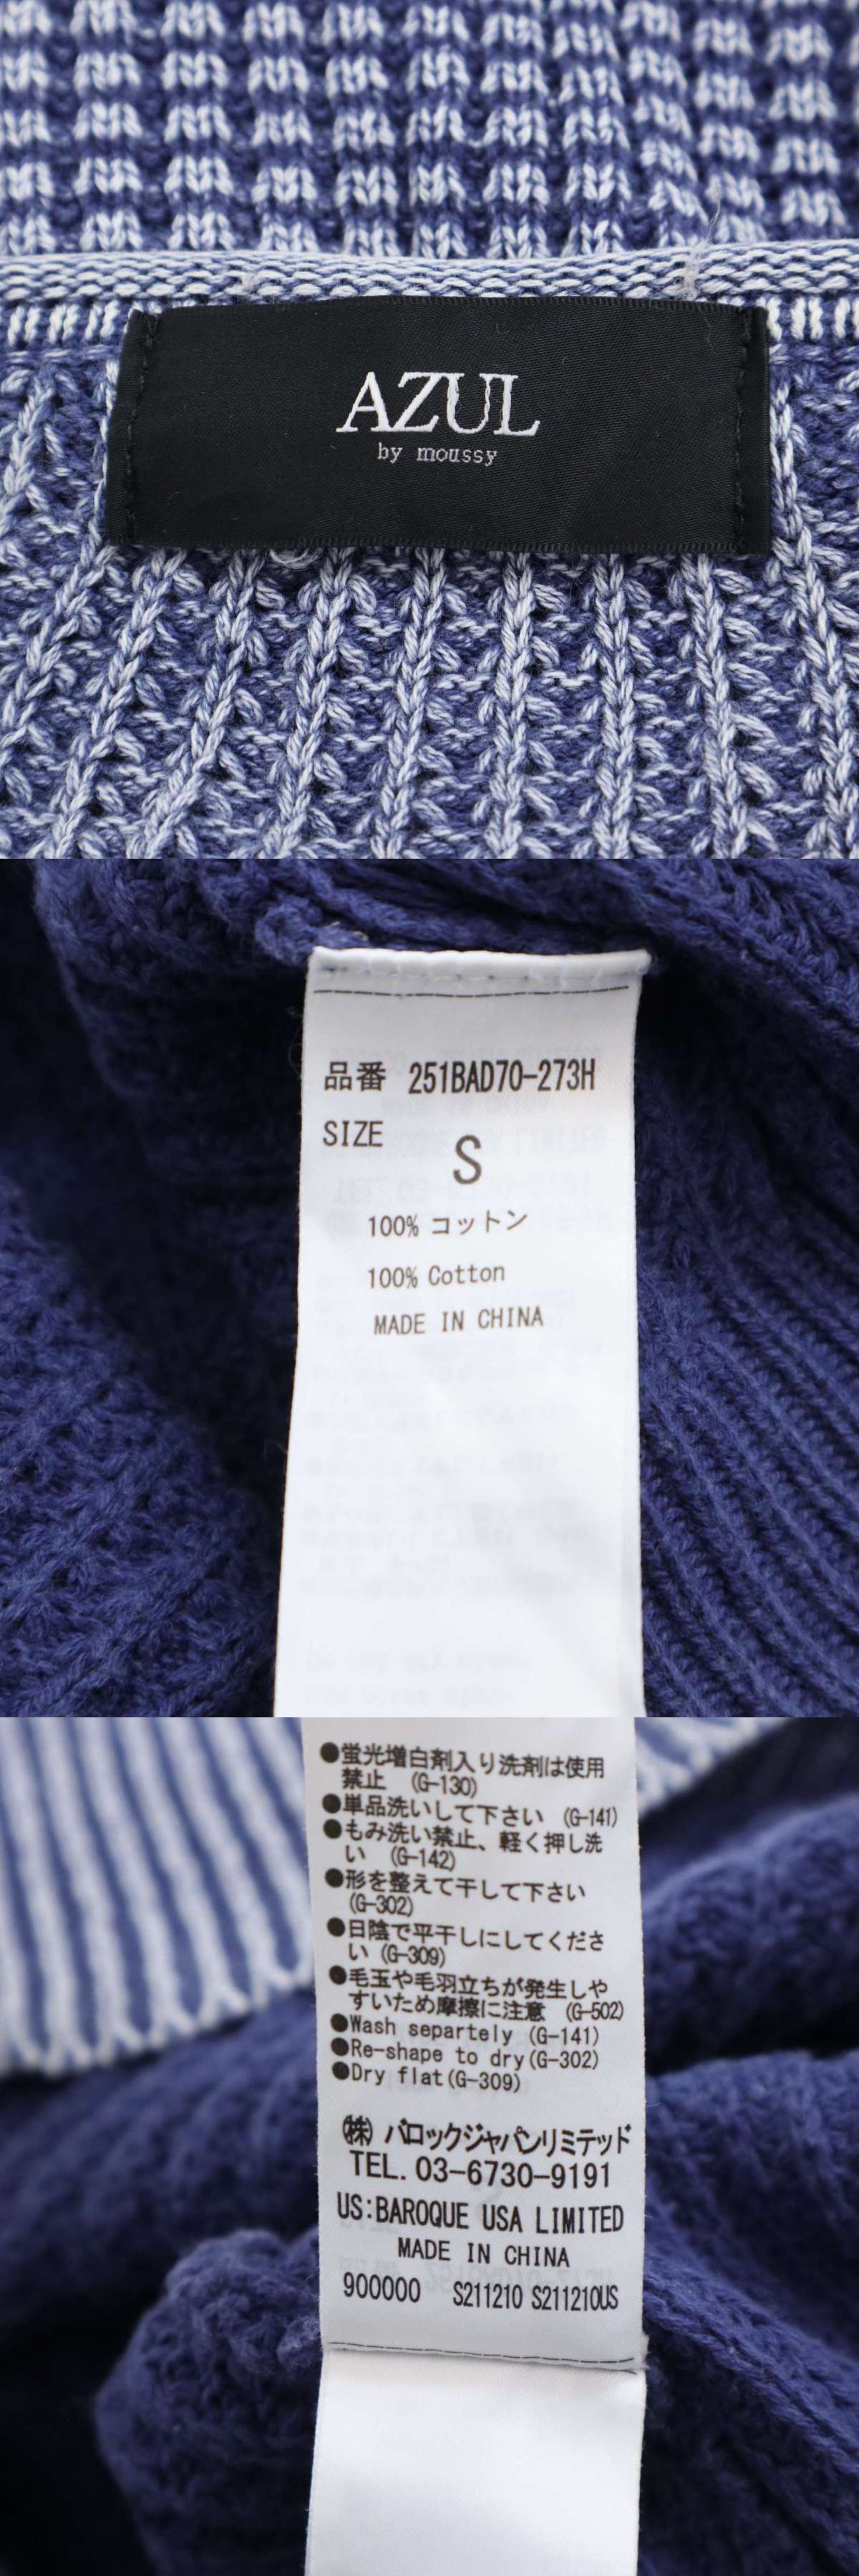 AZUL
by moussy
品番 251BAD70-273H
SIZE
S
100% コットン
100% Cotton
MADE IN CHINA
●蛍光増白剤入り洗剤は使用
禁止 (G-130)
●単品洗いして下さい (G-141)
●もみ洗い禁止、軽く押し洗
い (G-142)
●形を整えて干して下さい
(G-302)
●日陰で平干しにしてくださ
い(G-309)
●毛玉や毛羽立ちが発生しや
すいため摩擦に注意 (G-502)
●Wash separtely (G-141)
●Re-shape to dry(G-302)
●Dry flat(G-309)
㈱ バロックジャパンリミテッド
TEL. 03-6730-9191
US:BAROQUE USA LIMITED
MADE IN CHINA
900000 S211210 S211210US